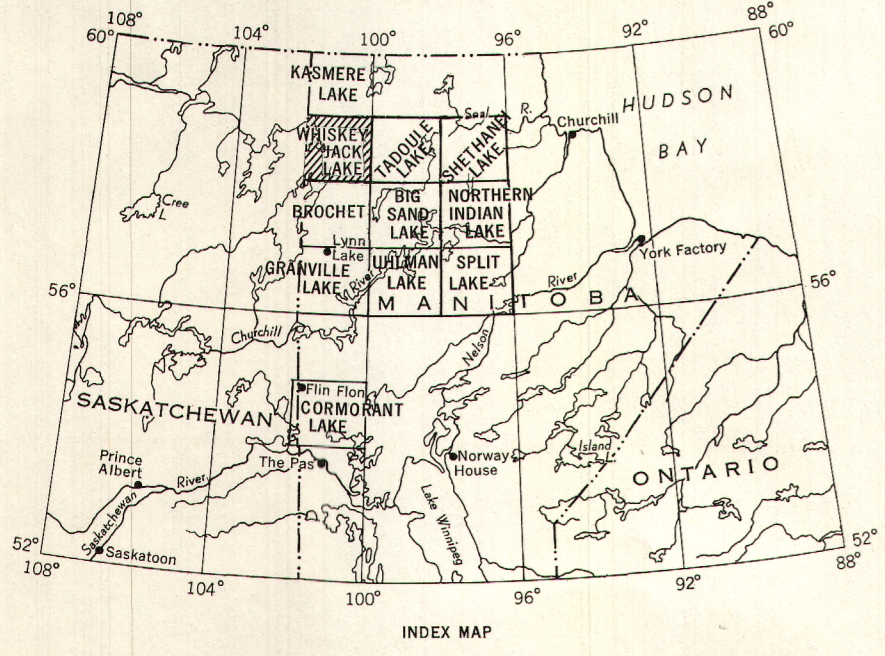 108°
104°
100°
96°
92°
88°
60°
60°
KASMERE
LAKE
HUDSON
BAY
Seal R.
Churchill
WHISKEY
JACK
LAKE
TADOULE
LAKE
SHETHANEI
LAKE
Cree
L.
BROCHET
BIG
SAND
LAKE
NORTHERN
INDIAN
LAKE
Lynn
Lake
York Factory
GRANVILLE
LAKE
River
UHLMAN
LAKE
SPLIT
LAKE
River
56°
56°
MANITOBA
Churchill
Nelson
Flin Flon
SASKATCHEWAN
CORMORANT
LAKE
Prince
Albert
River
The Pas
Norway
House
Island
L.
ONTARIO
Saskatchewan
Saskatoon
Lake Winnipeg
52°
52°
108°
104°
100°
96°
92°
88°
INDEX MAP